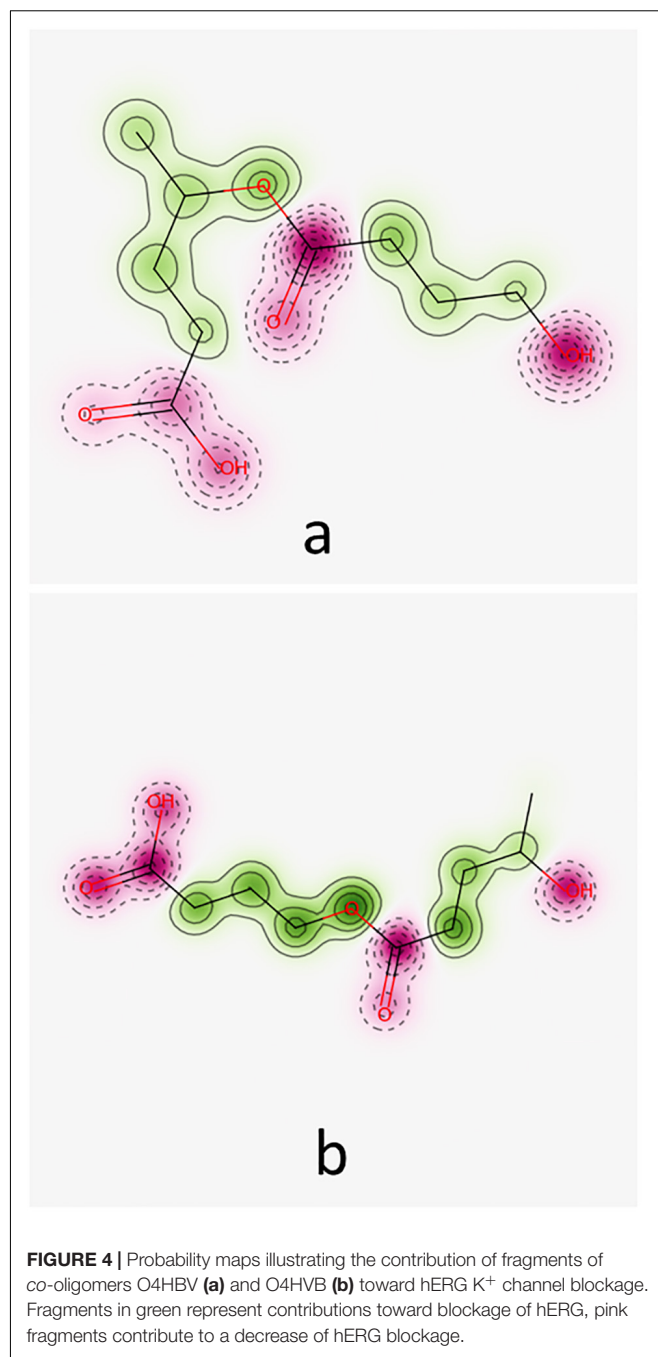 O
O
O
OH
O
OH
a
OH
O
O
OH
O
b
FIGURE 4 | Probability maps illustrating the contribution of fragments of
co-oligomers O4HBV (a) and O4HVB (b) toward hERG K⁺ channel blockage.
Fragments in green represent contributions toward blockage of hERG, pink
fragments contribute to a decrease of hERG blockage.